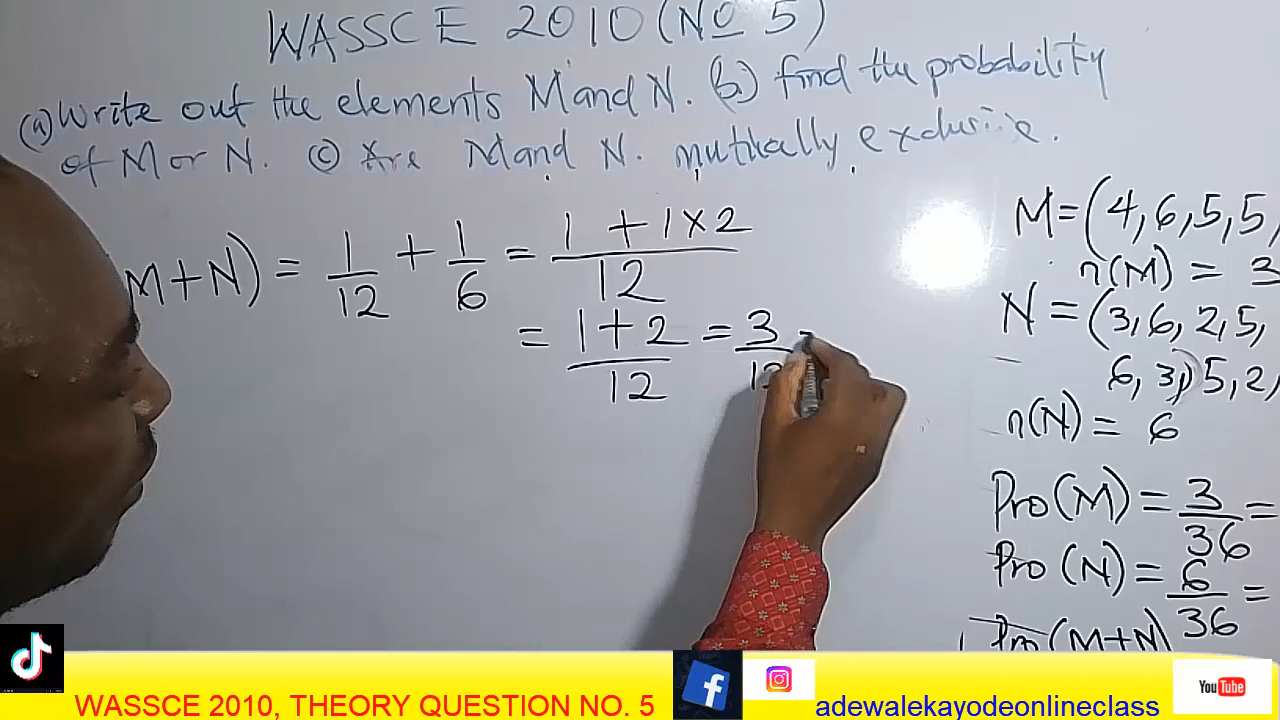 WASSCE 2010 (No 5)
(a) Write out the elements M and N. (b) find the probability
of M or N. (c) Are M and N. mutually exclusive.
M+N) = 1/12 + 1/6 = 1 + 1×2 / 12
= 1+2 / 12 = 3 / 12
M = (4, 6, 5, 5,
n(M) = 3
N = (3, 6, 2, 5,
6, 3,) 5, 2,
n(N) = 6
Pro(M) = 3/36 =
Pro (N) = 6/36 =
Pro (M+N)
WASSCE 2010, THEORY QUESTION NO. 5
adewalekayodeonlineclass
YouTube